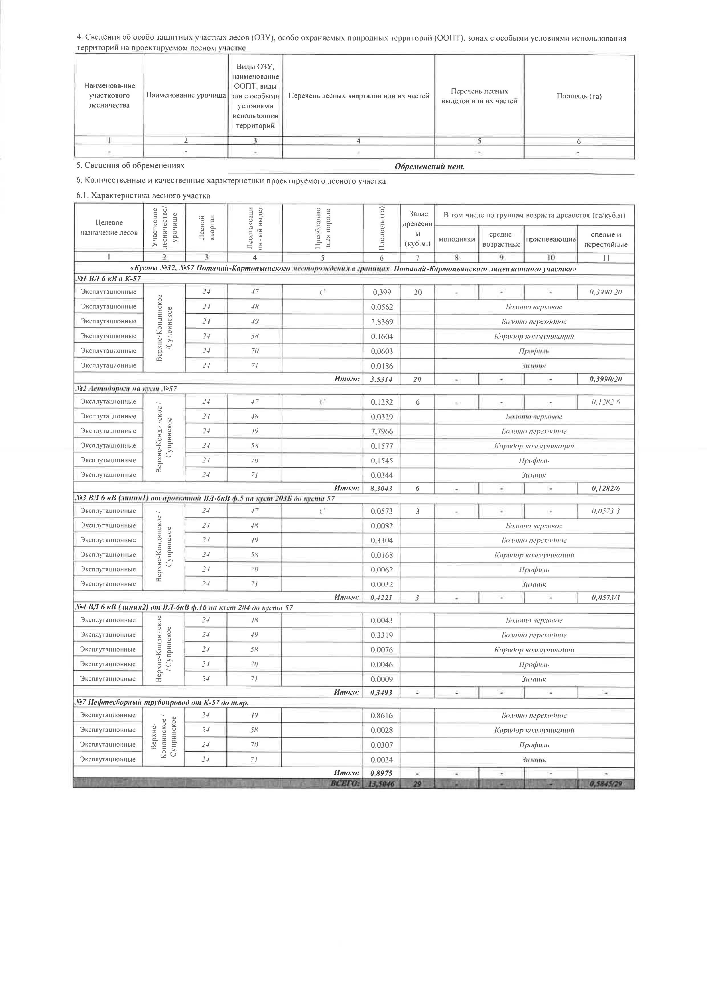 4. Сведения об особо защитных участках лесов (ОЗУ), особо охраняемых природных территорий (ООПТ), зонах с особыми условиями использования
территорий на проектируемом лесном участке
Наименова-ние участкового лесничества | Наименование урочища | Виды ОЗУ, наименование ООПТ, виды зон с особыми условиями использовния территорий | Перечень лесных кварталов или их частей | Перечень лесных выделов или их частей | Площадь (га)
1 | 2 | 3 | 4 | 5 | 6
- | - | - | - | - | -
5. Сведения об обременениях Обременений нет.
6. Количественные и качественные характеристики проектируемого лесного участка
6.1. Характеристика лесного участка
Целевое назначение лесов | Участковое лесничество/ урочище | Лесной квартал | Лесотаксаци онный выдел | Преобладаю щая порода | Площадь (га) | Запас древесин ы (куб.м.) | В том числе по группам возраста древостоя (га/куб.м)
молодняки | средне-возрастные | приспевающие | спелые и перестойные
1 | 2 | 3 | 4 | 5 | 6 | 7 | 8 | 9 | 10 | 11
«Кусты №32, №57 Потанай-Картопьинского месторождения в границах Потанай-Картопьинского лицензионного участка»
№1 ВЛ 6 кВ а К-57
Верхне-Кондинское /Супринское
Эксплутационные | 24 | 47 | С | 0,399 | 20 | - | - | - | 0,3990 20
Эксплутационные | 24 | 48 | 0,0562 | Болото верховое
Эксплутационные | 24 | 49 | 2,8369 | Болото переходное
Эксплутационные | 24 | 58 | 0.1604 | Коридор коммуникаций
Эксплутационные | 24 | 70 | 0,0603 | Профиль
Эксплутационные | 24 | 71 | 0,0186 | Зимник
Итого: | 3,5314 | 20 | - | - | - | 0,3990/20
№2 Автодорога на куст №57
Верхне-Кондинское / Супринское
Эксплутационные | 24 | 47 | С | 0,1282 | 6 | - | - | - | 0,1282 6
Эксплутационные | 24 | 48 | 0,0329 | Болото верховое
Эксплутационные | 24 | 49 | 7,7966 | Болото переходное
Эксплутационные | 24 | 58 | 0,1577 | Коридор коммуникаций
Эксплутационные | 24 | 70 | 0,1545 | Профиль
Эксплутационные | 24 | 71 | 0,0344 | Зимник
Итого: | 8,3043 | 6 | - | - | - | 0,1282/6
№3 ВЛ 6 кВ (линия1) от проектной ВЛ-6кВ ф.5 на куст 203Б до куста 57
Верхне-Кондинское / Супринское
Эксплутационные | 24 | 47 | С | 0,0573 | 3 | - | - | - | 0,0573 3
Эксплутационные | 24 | 48 | 0,0082 | Болото верховое
Эксплутационные | 24 | 49 | 0.3304 | Болото переходное
Эксплутационные | 24 | 58 | 0,0168 | Коридор коммуникаций
Эксплутационные | 24 | 70 | 0,0062 | Профиль
Эксплутационные | 24 | 71 | 0,0032 | Зимник
Итого: | 0,4221 | 3 | - | - | - | 0,0573/3
№4 ВЛ 6 кВ (линия2) от ВЛ-6кВ ф.16 на куст 204 до куста 57
Верхне-Кондинское / Супринское
Эксплутационные | 24 | 48 | 0,0043 | Болото верховое
Эксплутационные | 24 | 49 | 0,3319 | Болото переходное
Эксплутационные | 24 | 58 | 0.0076 | Коридор коммуникаций
Эксплутационные | 24 | 70 | 0,0046 | Профиль
Эксплутационные | 24 | 71 | 0,0009 | Зимник
Итого: | 0,3493 | - | - | - | - | -
№7 Нефтесборный трубопровод от К-57 до т.вр.
Верхне-Кондинское / Супринское
Эксплутационные | 24 | 49 | 0,8616 | Болото переходное
Эксплутационные | 24 | 58 | 0,0028 | Коридор коммуникаций
Эксплутационные | 24 | 70 | 0,0307 | Профиль
Эксплутационные | 24 | 71 | 0,0024 | Зимник
Итого: | 0,8975 | - | - | - | - | -
ВСЕГО: | 13,5046 | 29 | - | - | - | 0,5845/29